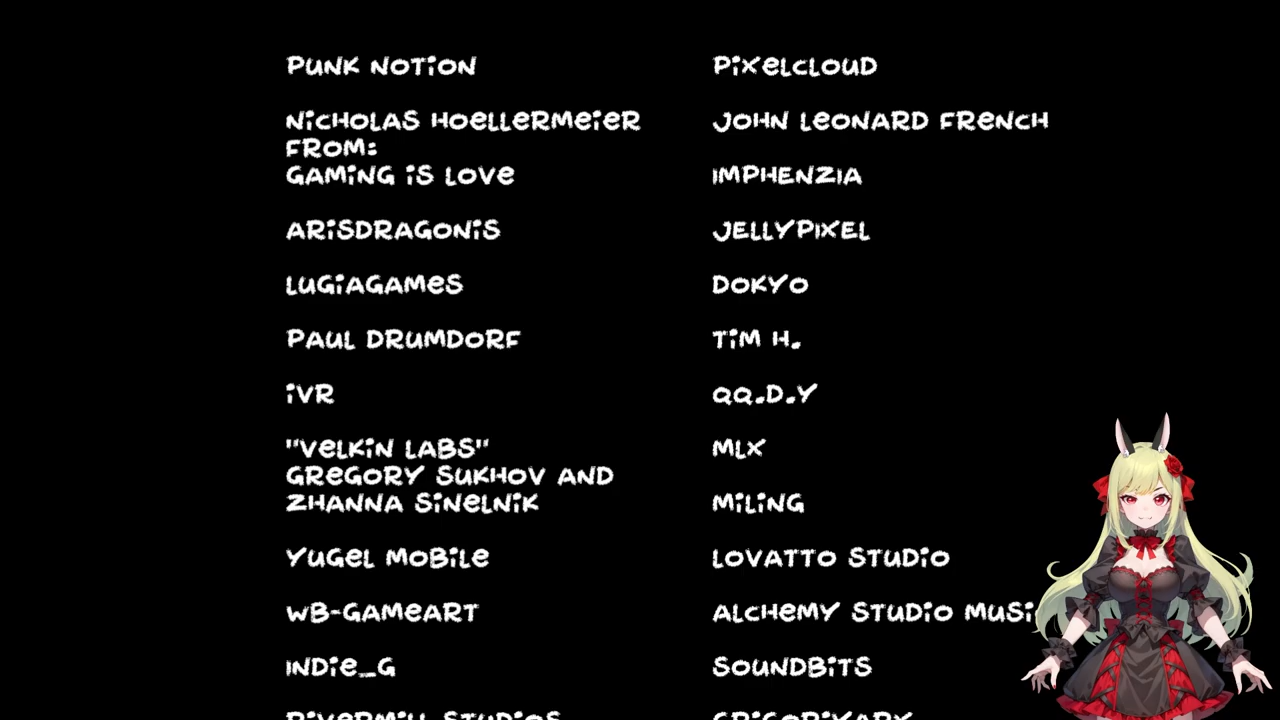 PUNK NOTION
NICHOLAS HOELLERMEIER
FROM:
GAMING IS LOVE
ARISDRAGONIS
LUGIAGAMES
PAUL DRUMDORF
IVR
"VELKIN LABS"
GREGORY SUKHOV AND
ZHANNA SINELNIK
YUGEL MOBILE
WB-GAMEART
INDIE_G
RIVERMILL STUDIOS
PIXELCLOUD
JOHN LEONARD FRENCH
IMPHENZIA
JELLYPIXEL
DOKYO
TIM H.
QQ.D.Y
MLX
MILING
LOVATTO STUDIO
ALCHEMY STUDIO
SOUNDBITS